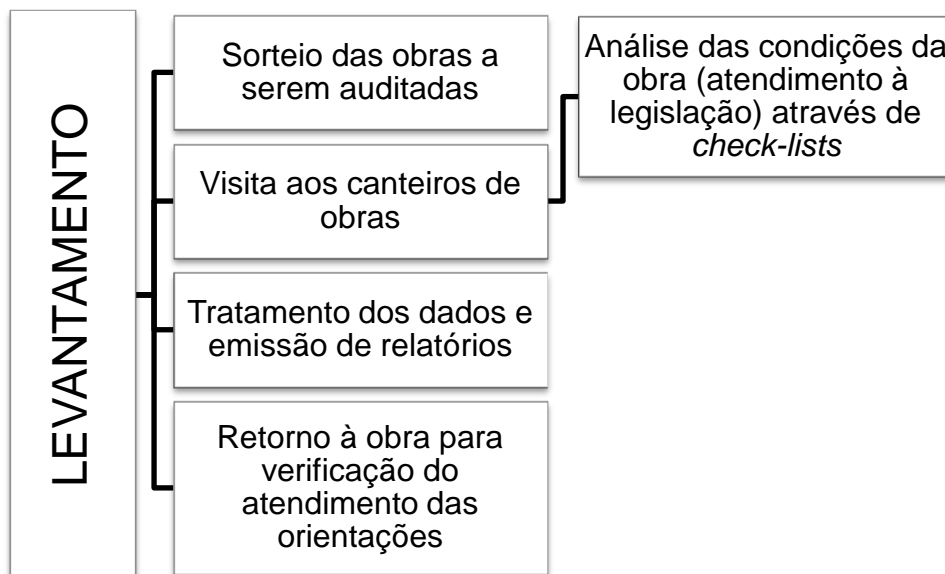 LEVANTAMENTO
Sorteio das obras a
serem auditadas
Visita aos canteiros de
obras
Análise das condições da
obra (atendimento à
legislação) através de
check-lists
Tratamento dos dados e
emissão de relatórios
Retorno à obra para
verificação do
atendimento das
orientações